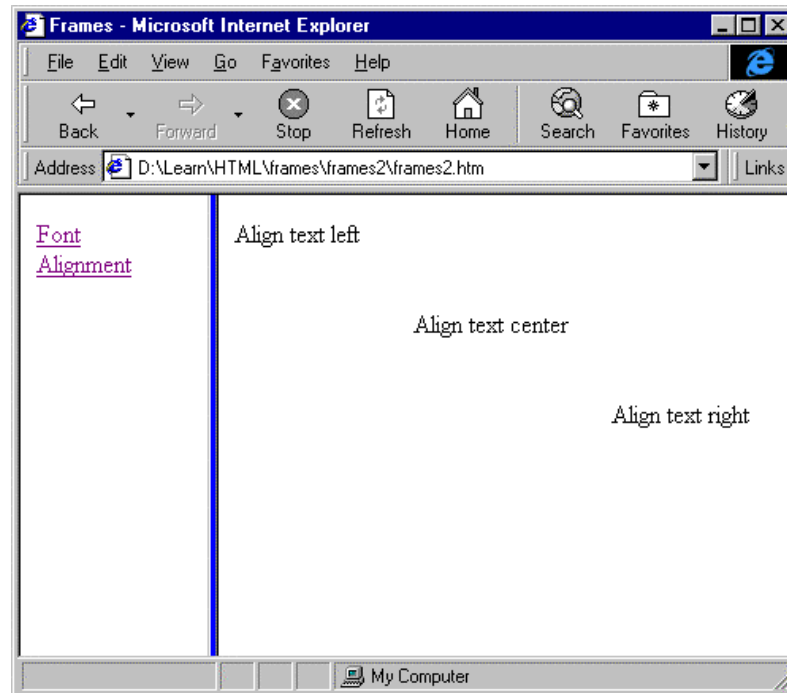 Frames - Microsoft Internet Explorer
File Edit View Go Favorites Help
Back Forward Stop Refresh Home Search Favorites History
Address D:\Learn\HTML\frames\frames2\frames2.htm Links
Font
Alignment
Align text left
Align text center
Align text right
My Computer